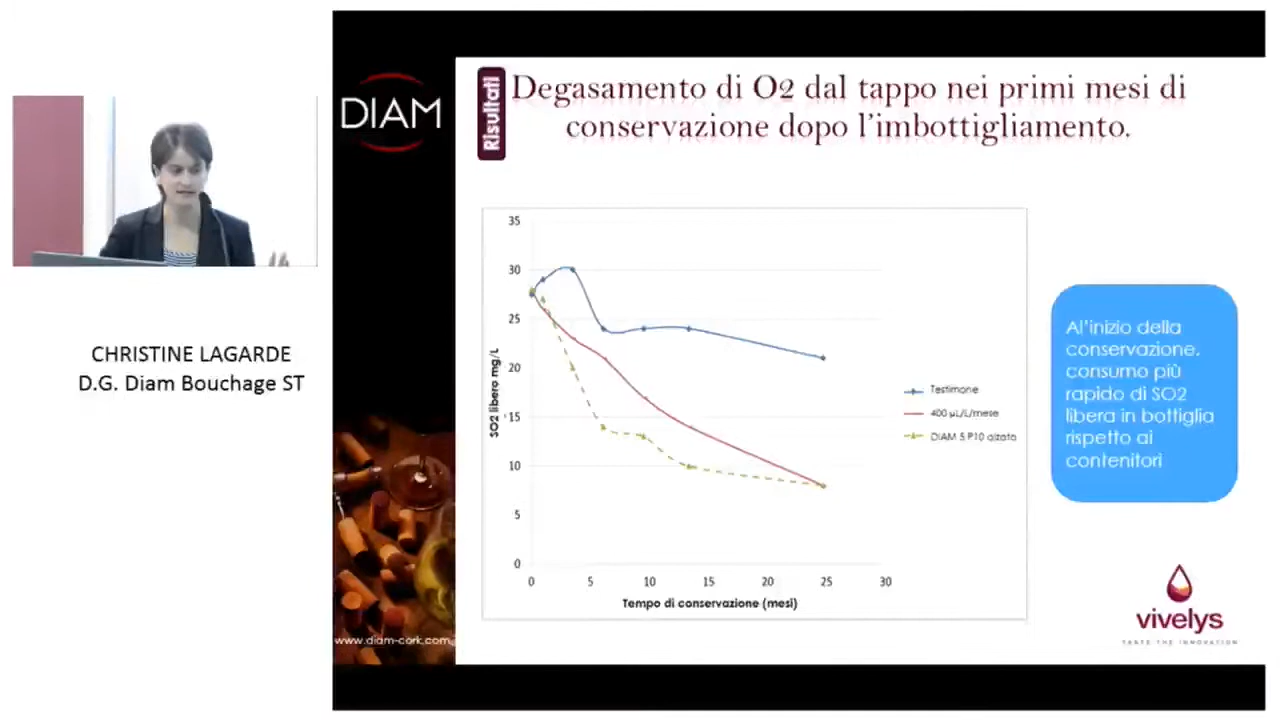 DIAM
Risultati
Degasamento di O2 dal tappo nei primi mesi di
conservazione dopo l'imbottigliamento.
CHRISTINE LAGARDE
D.G. Diam Bouchage ST
SO2 libero mg/L
35
30
25
20
15
10
5
0
0 5 10 15 20 25 30
Tempo di conservazione (mesi)
Testimone
400 µL/L/mese
DIAM 5 P10 alzata
Al'inizio della
conservazione.
consumo più
rapido di SO2
libera in bottiglia
rispetto ai
contenitori
www.diam-cork.com
vivelys
TASTE THE INNOVATION